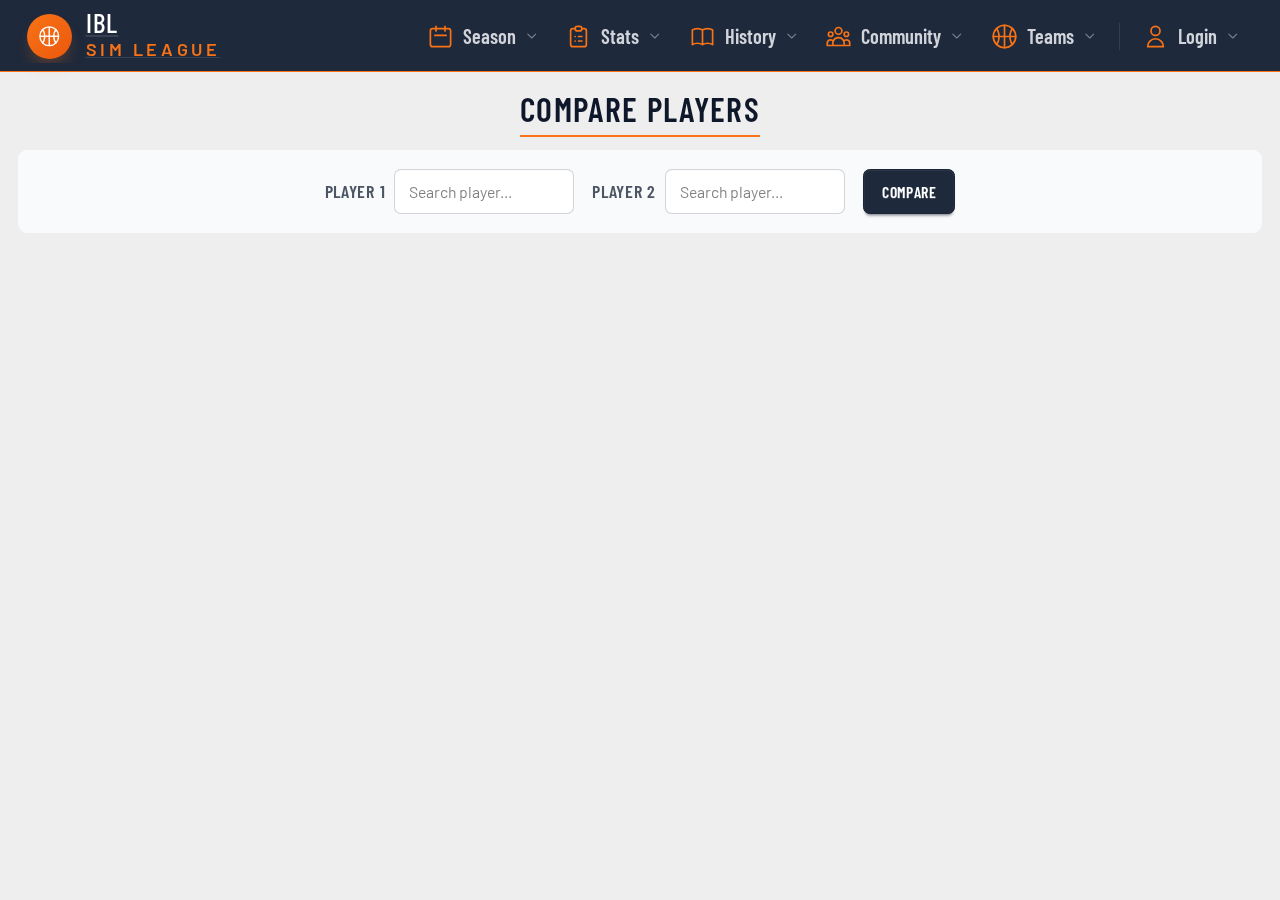 IBL
SIM LEAGUE
Season
Stats
History
Community
Teams
Login
COMPARE PLAYERS
PLAYER 1
Search player...
PLAYER 2
Search player...
COMPARE